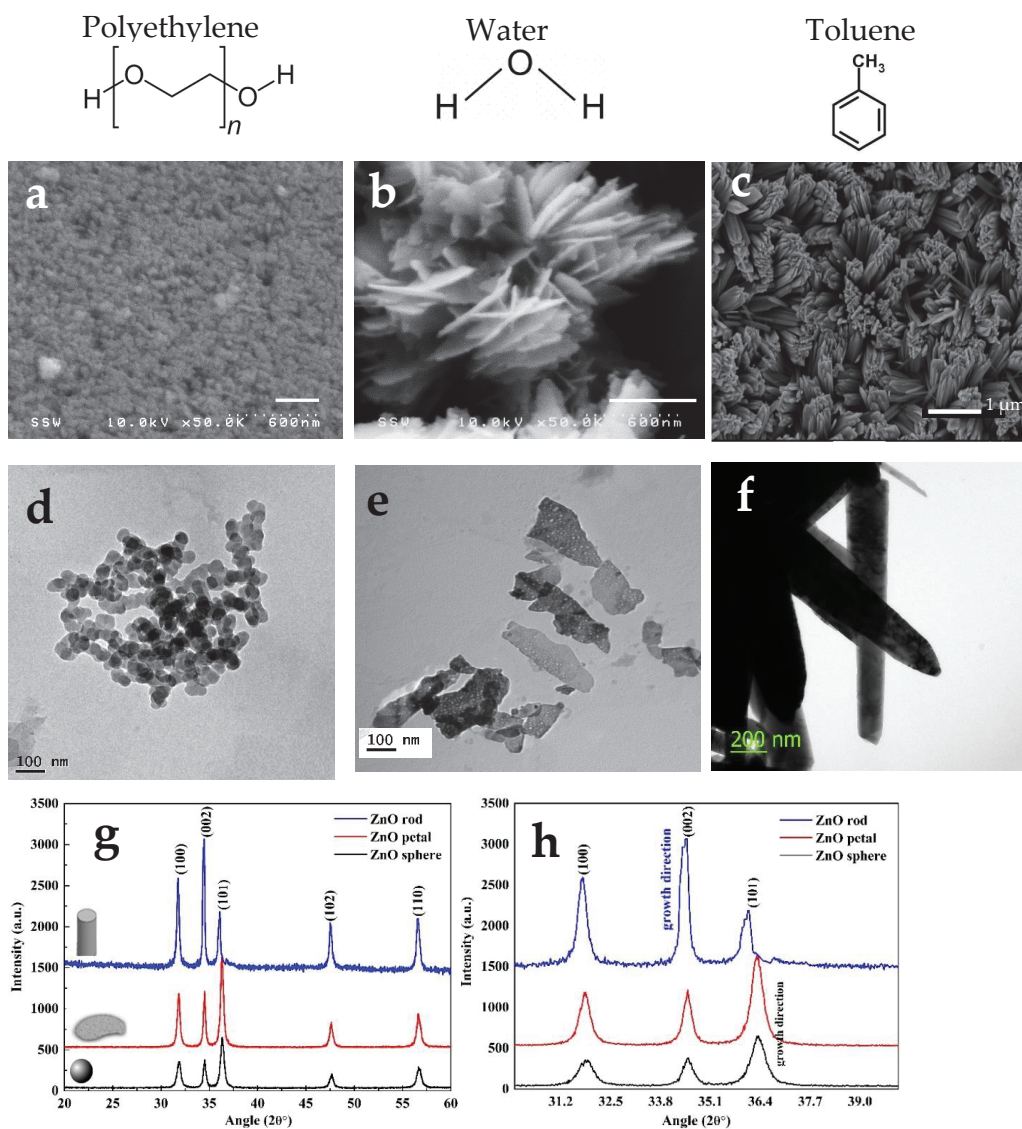 Polyethylene Water Toluene
H O O H n
O H H
CH3
a b c
SSW 10.0kV x50.0K 600nm
SSW 10.0kV x50.0K 600nm
1 µm
d e f
100 nm
100 nm
200 nm
g
ZnO rod
ZnO petal
ZnO sphere
(100) (002) (101) (102) (110)
3500
3000
2500
2000
1500
1000
500
0
Intensity (a.u.)
20 25 30 35 40 45 50 55 60
Angle (2θ°)
h
ZnO rod
ZnO petal
ZnO sphere
(100) (002) (101)
growth direction
growth direction
3500
3000
2500
2000
1500
1000
500
0
Intensity (a.u.)
31.2 32.5 33.8 35.1 36.4 37.7 39.0
Angle (2θ°)